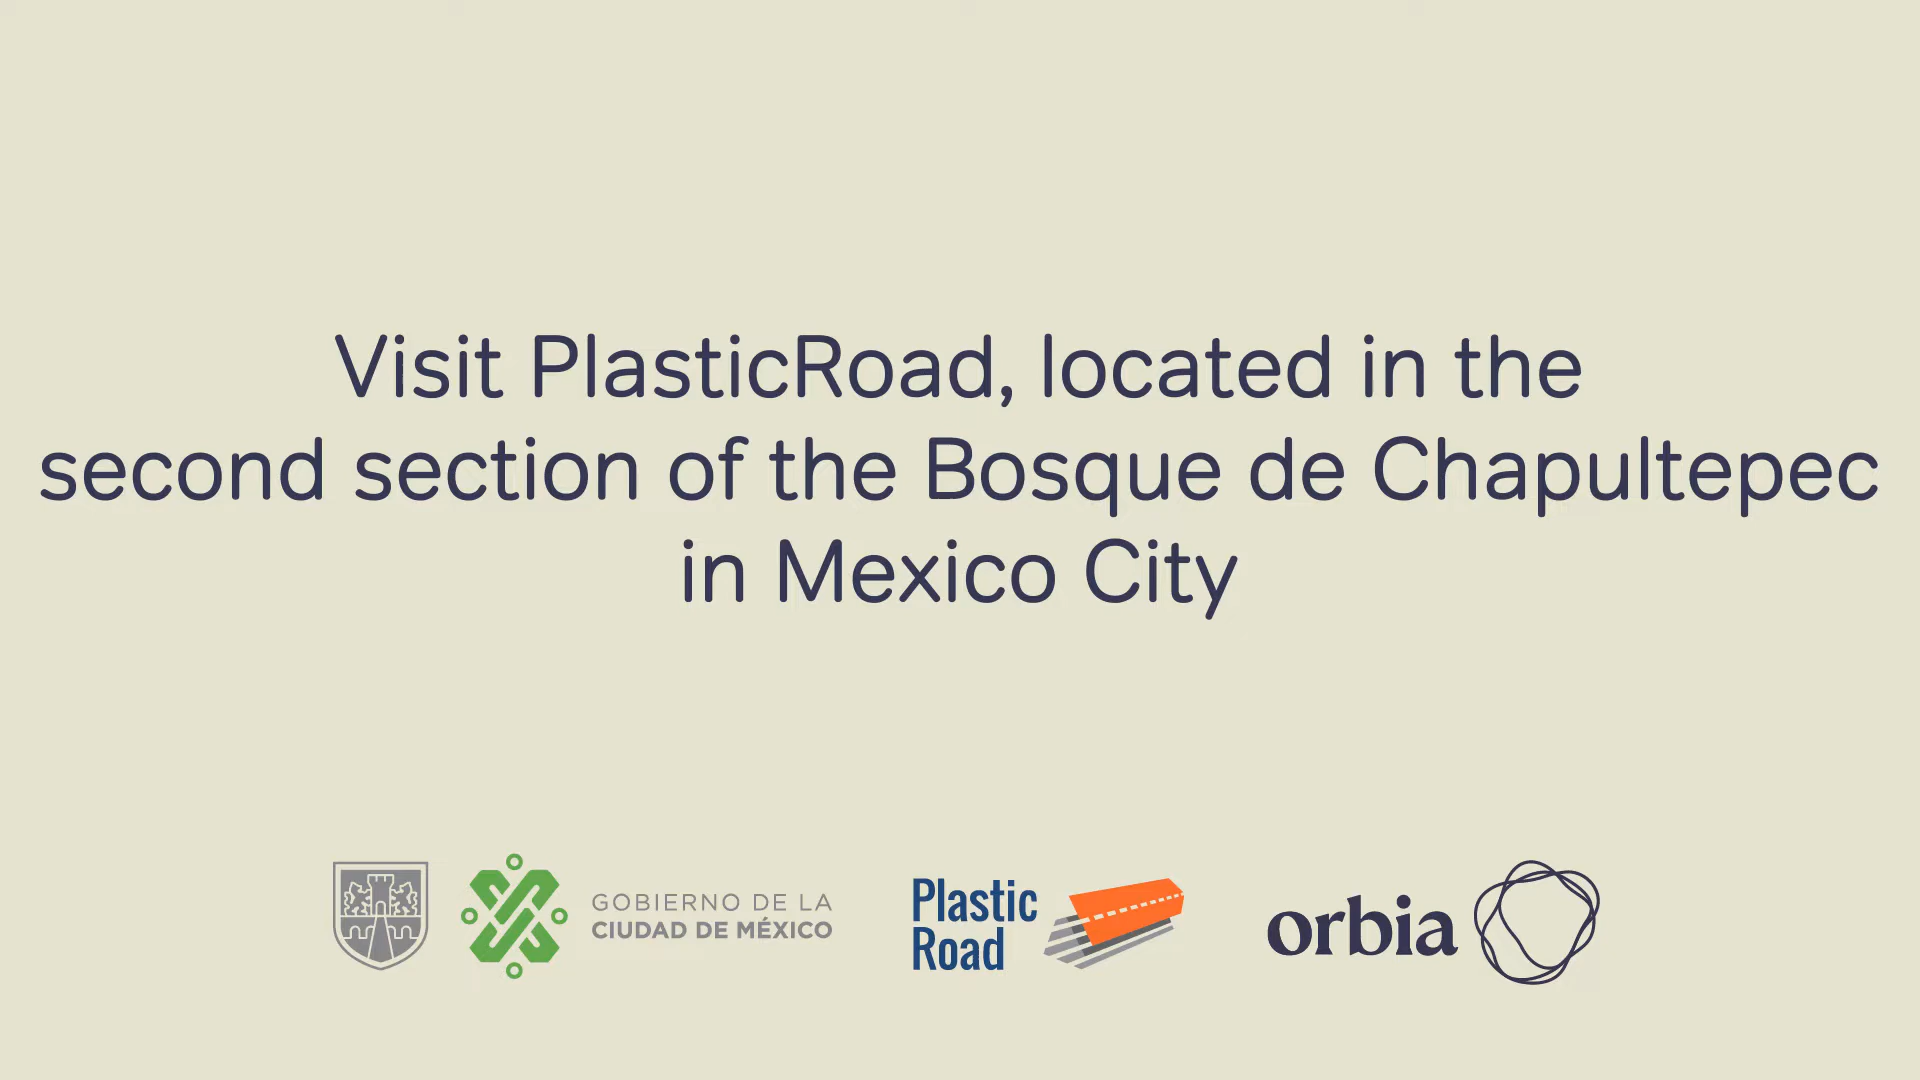 Visit PlasticRoad, located in the
second section of the Bosque de Chapultepec
in Mexico City
GOBIERNO DE LA
CIUDAD DE MÉXICO
Plastic
Road
orbia